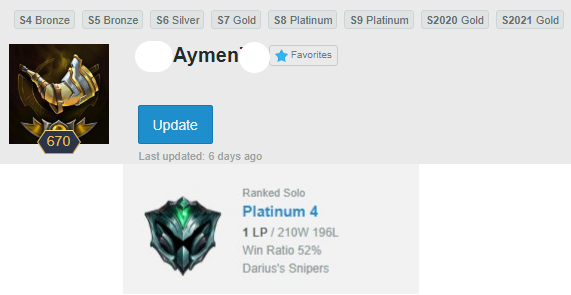 S4 Bronze S5 Bronze S6 Silver S7 Gold S8 Platinum S9 Platinum S2020 Gold S2021 Gold
Aymen
Favorites
670
Update
Last updated: 6 days ago
Ranked Solo
Platinum 4
1 LP / 210W 196L
Win Ratio 52%
Darius's Snipers